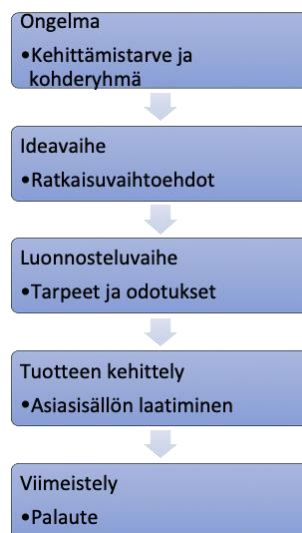 Ongelma
•Kehittämistarve ja
kohderyhmä
Ideavaihe
•Ratkaisuvaihtoehdot
Luonnosteluvaihe
•Tarpeet ja odotukset
Tuotteen kehittely
•Asiasisällön laatiminen
Viimeistely
•Palaute